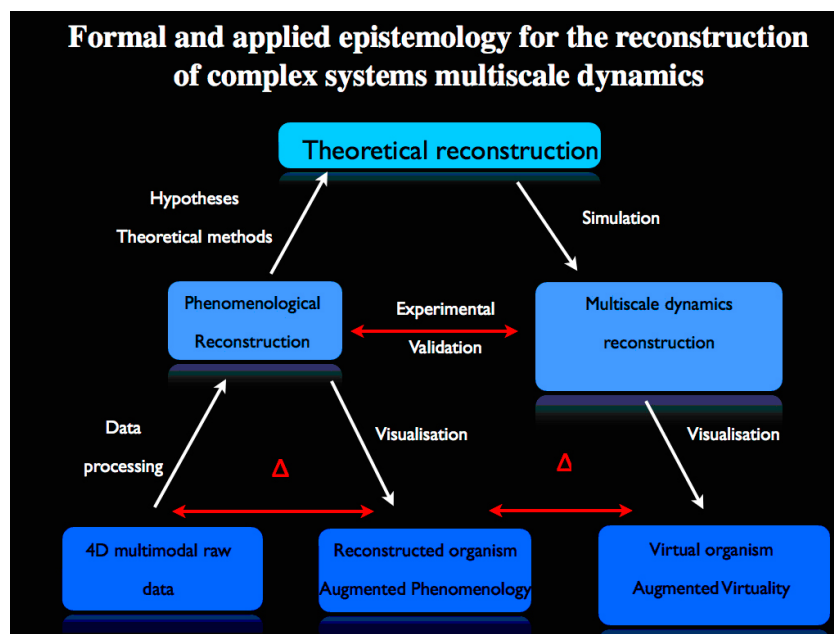 Formal and applied epistemology for the reconstruction
of complex systems multiscale dynamics
Theoretical reconstruction
Hypotheses
Theoretical methods
Simulation
Phenomenological
Reconstruction
Experimental
Validation
Multiscale dynamics
reconstruction
Data
processing
Visualisation
Visualisation
Δ
Δ
4D multimodal raw
data
Reconstructed organism
Augmented Phenomenology
Virtual organism
Augmented Virtuality